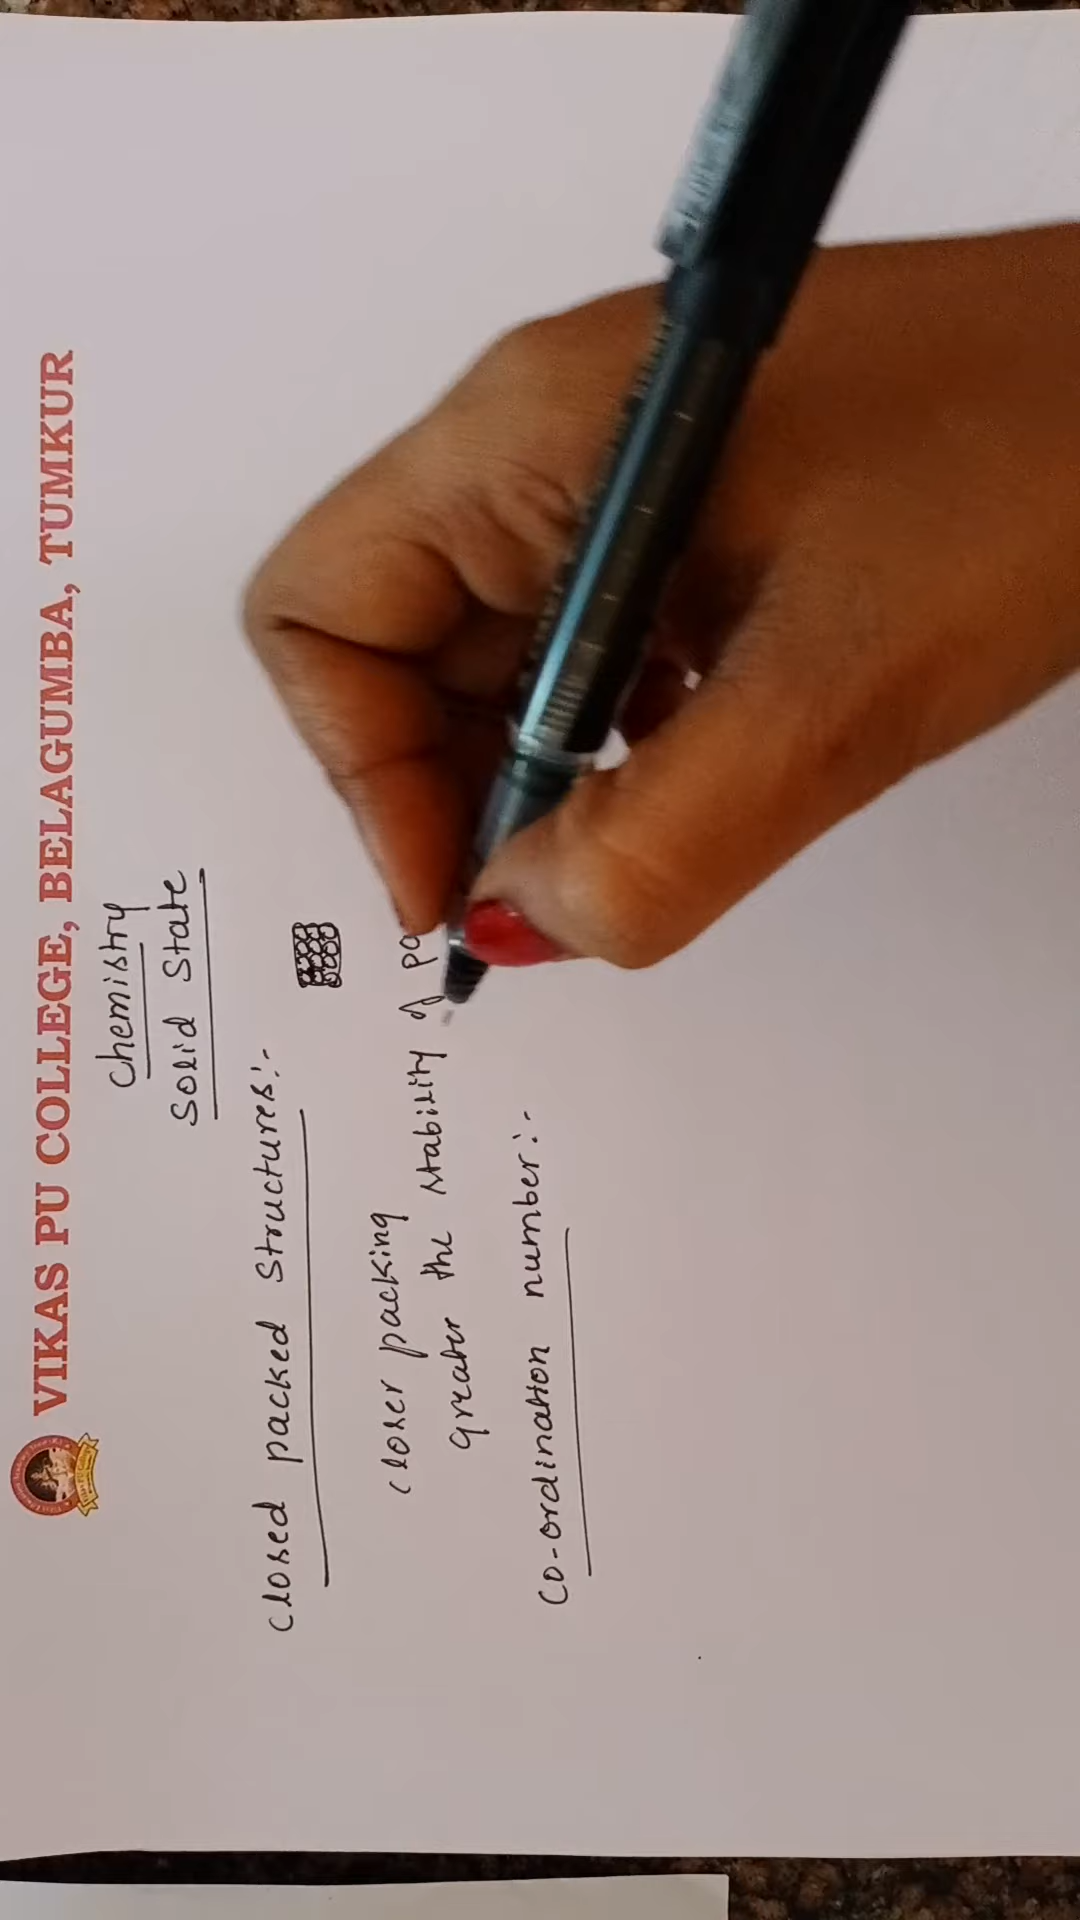 VIKAS PU COLLEGE, BELAGUMBA, TUMKUR
Chemistry
Solid State
Closed packed structures:-
Closer packing
greater the stability of
Co-ordination number:-